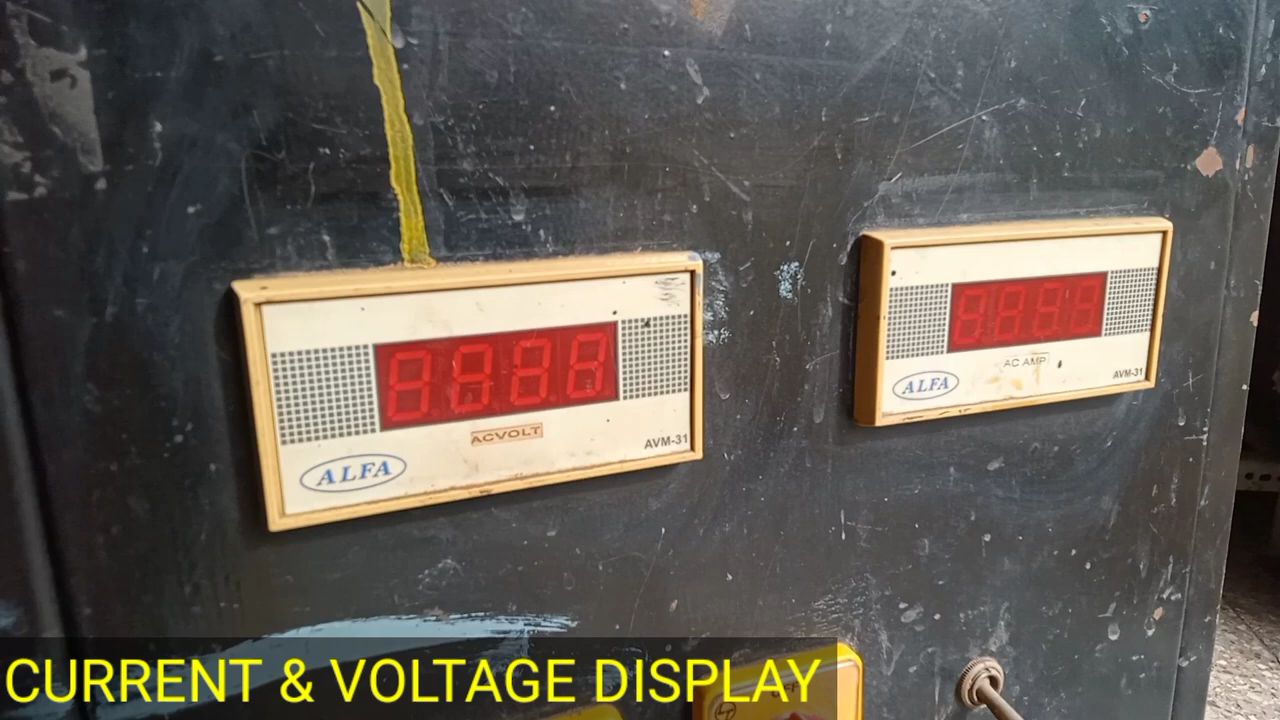 ACVOLT
AVM-31
ALFA
AC AMP
AVM-31
ALFA
CURRENT & VOLTAGE DISPLAY